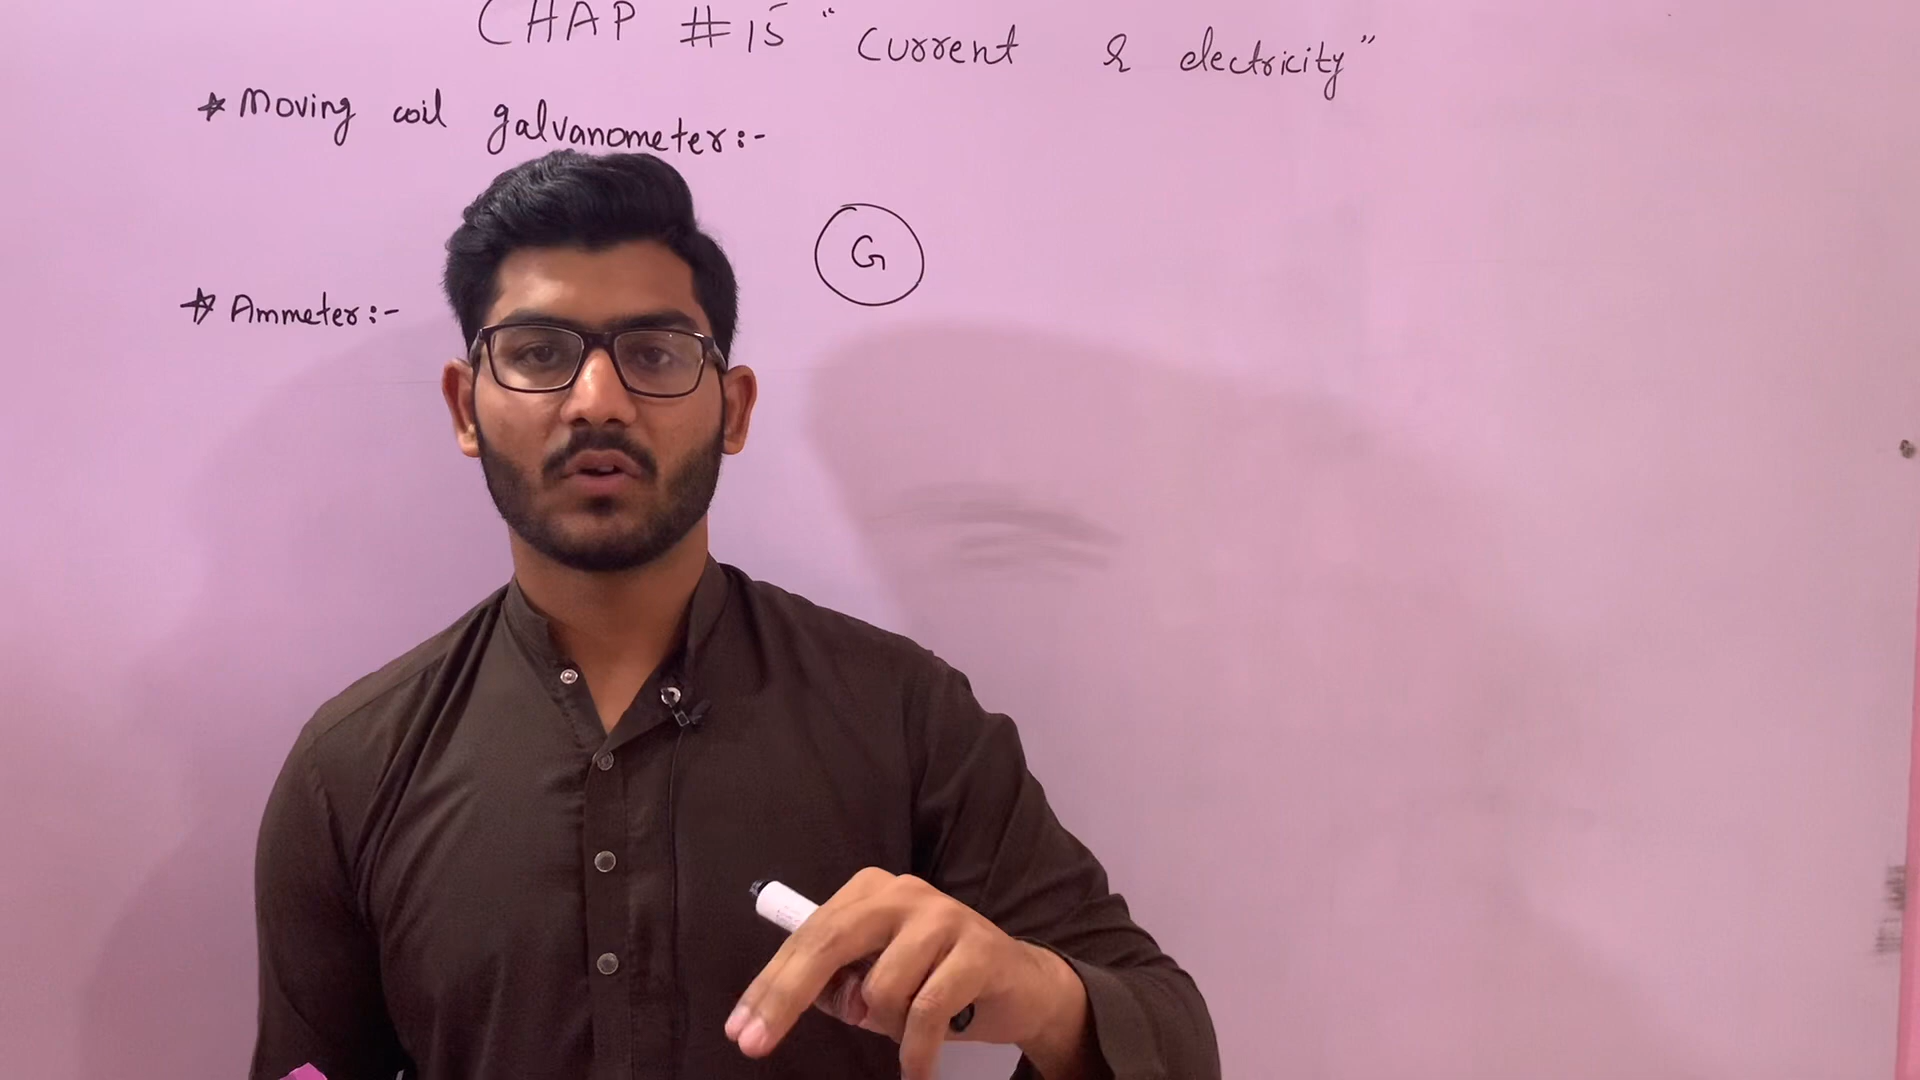 CHAP #15 "Current & electricity"
* Moving coil galvanometer:-
G
* Ammeter:-